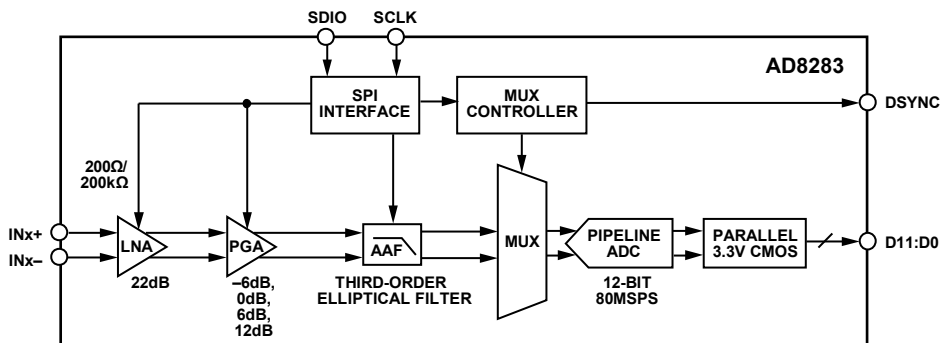 SDIO
SCLK
AD8283
SPI
INTERFACE
MUX
CONTROLLER
DSYNC
200Ω/
200kΩ
INx+
INx–
LNA
PGA
AAF
MUX
PIPELINE
ADC
PARALLEL
3.3V CMOS
D11:D0
22dB
–6dB,
0dB,
6dB,
12dB
THIRD-ORDER
ELLIPTICAL FILTER
12-BIT
80MSPS